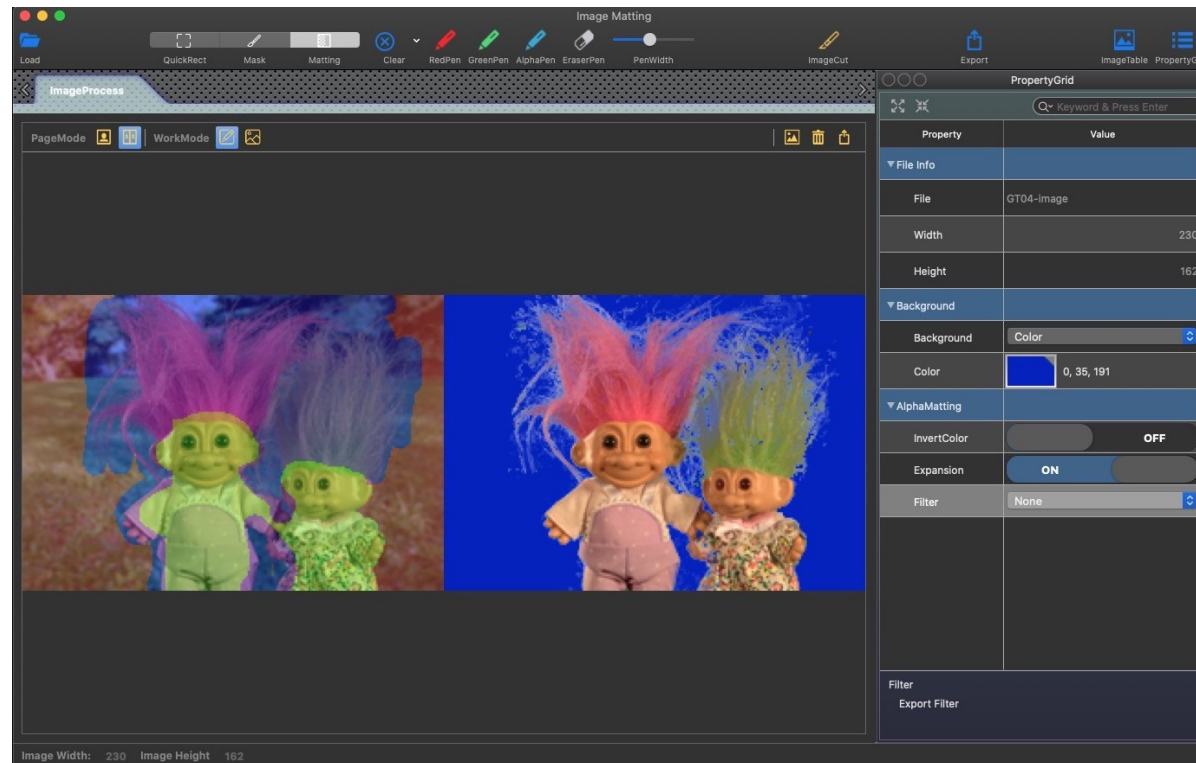 Image Matting
Load QuickRect Mask Matting Clear RedPen GreenPen AlphaPen EraserPen PenWidth ImageCut Export ImageTable PropertyG
ImageProcess
PropertyGrid
Keyword & Press Enter
PageMode WorkMode
Property Value
File Info
File GT04-image
Width 230
Height 162
Background
Background Color
Color 0, 35, 191
AlphaMatting
InvertColor OFF
Expansion ON
Filter None
Filter
Export Filter
Image Width: 230 Image Height 162